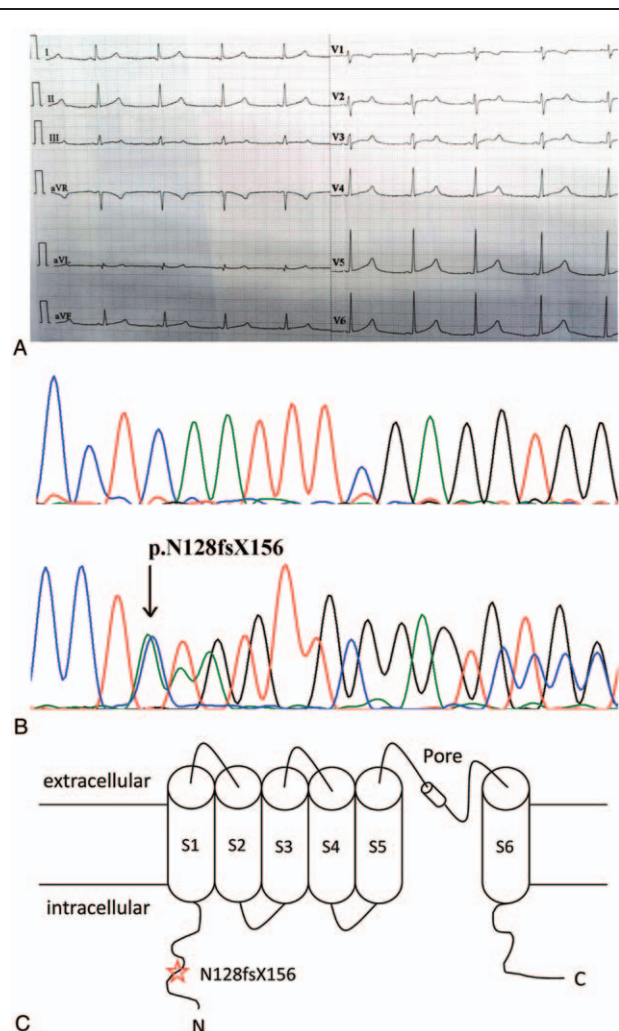 I V1
II V2
III V3
aVR V4
aVL V5
aVF V6
A
p.N128fsX156
B
Pore
extracellular
S1 S2 S3 S4 S5 S6
intracellular
N128fsX156
C
N
C